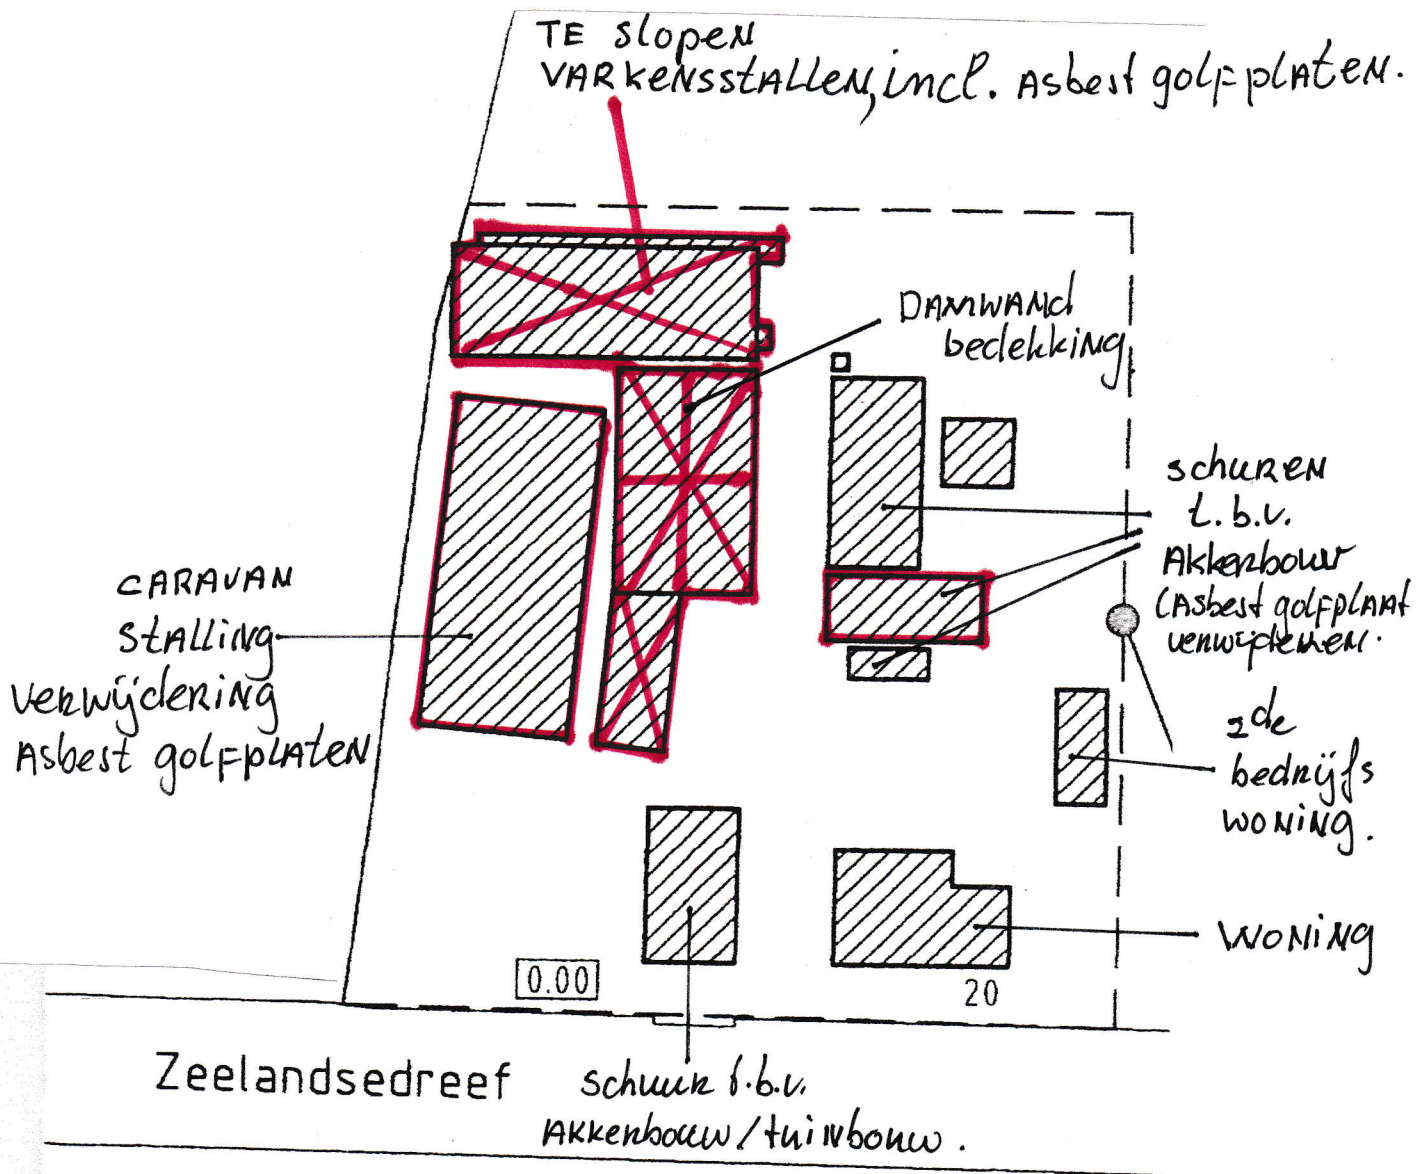 TE slopen
VARKENSSTALLEN, incl. Asbest golfplaten.
DAMWAND
bedekking
schuren
t.b.v.
Akkerbouw
(Asbest golfplaat
verwijderen.
CARAVAN
stalling
verwijdering
Asbest golfplaten
2de
bedrijfs
woning.
WONING
0.00
20
Zeelandsedreef
schuur t.b.v.
Akkerbouw/tuinbouw.